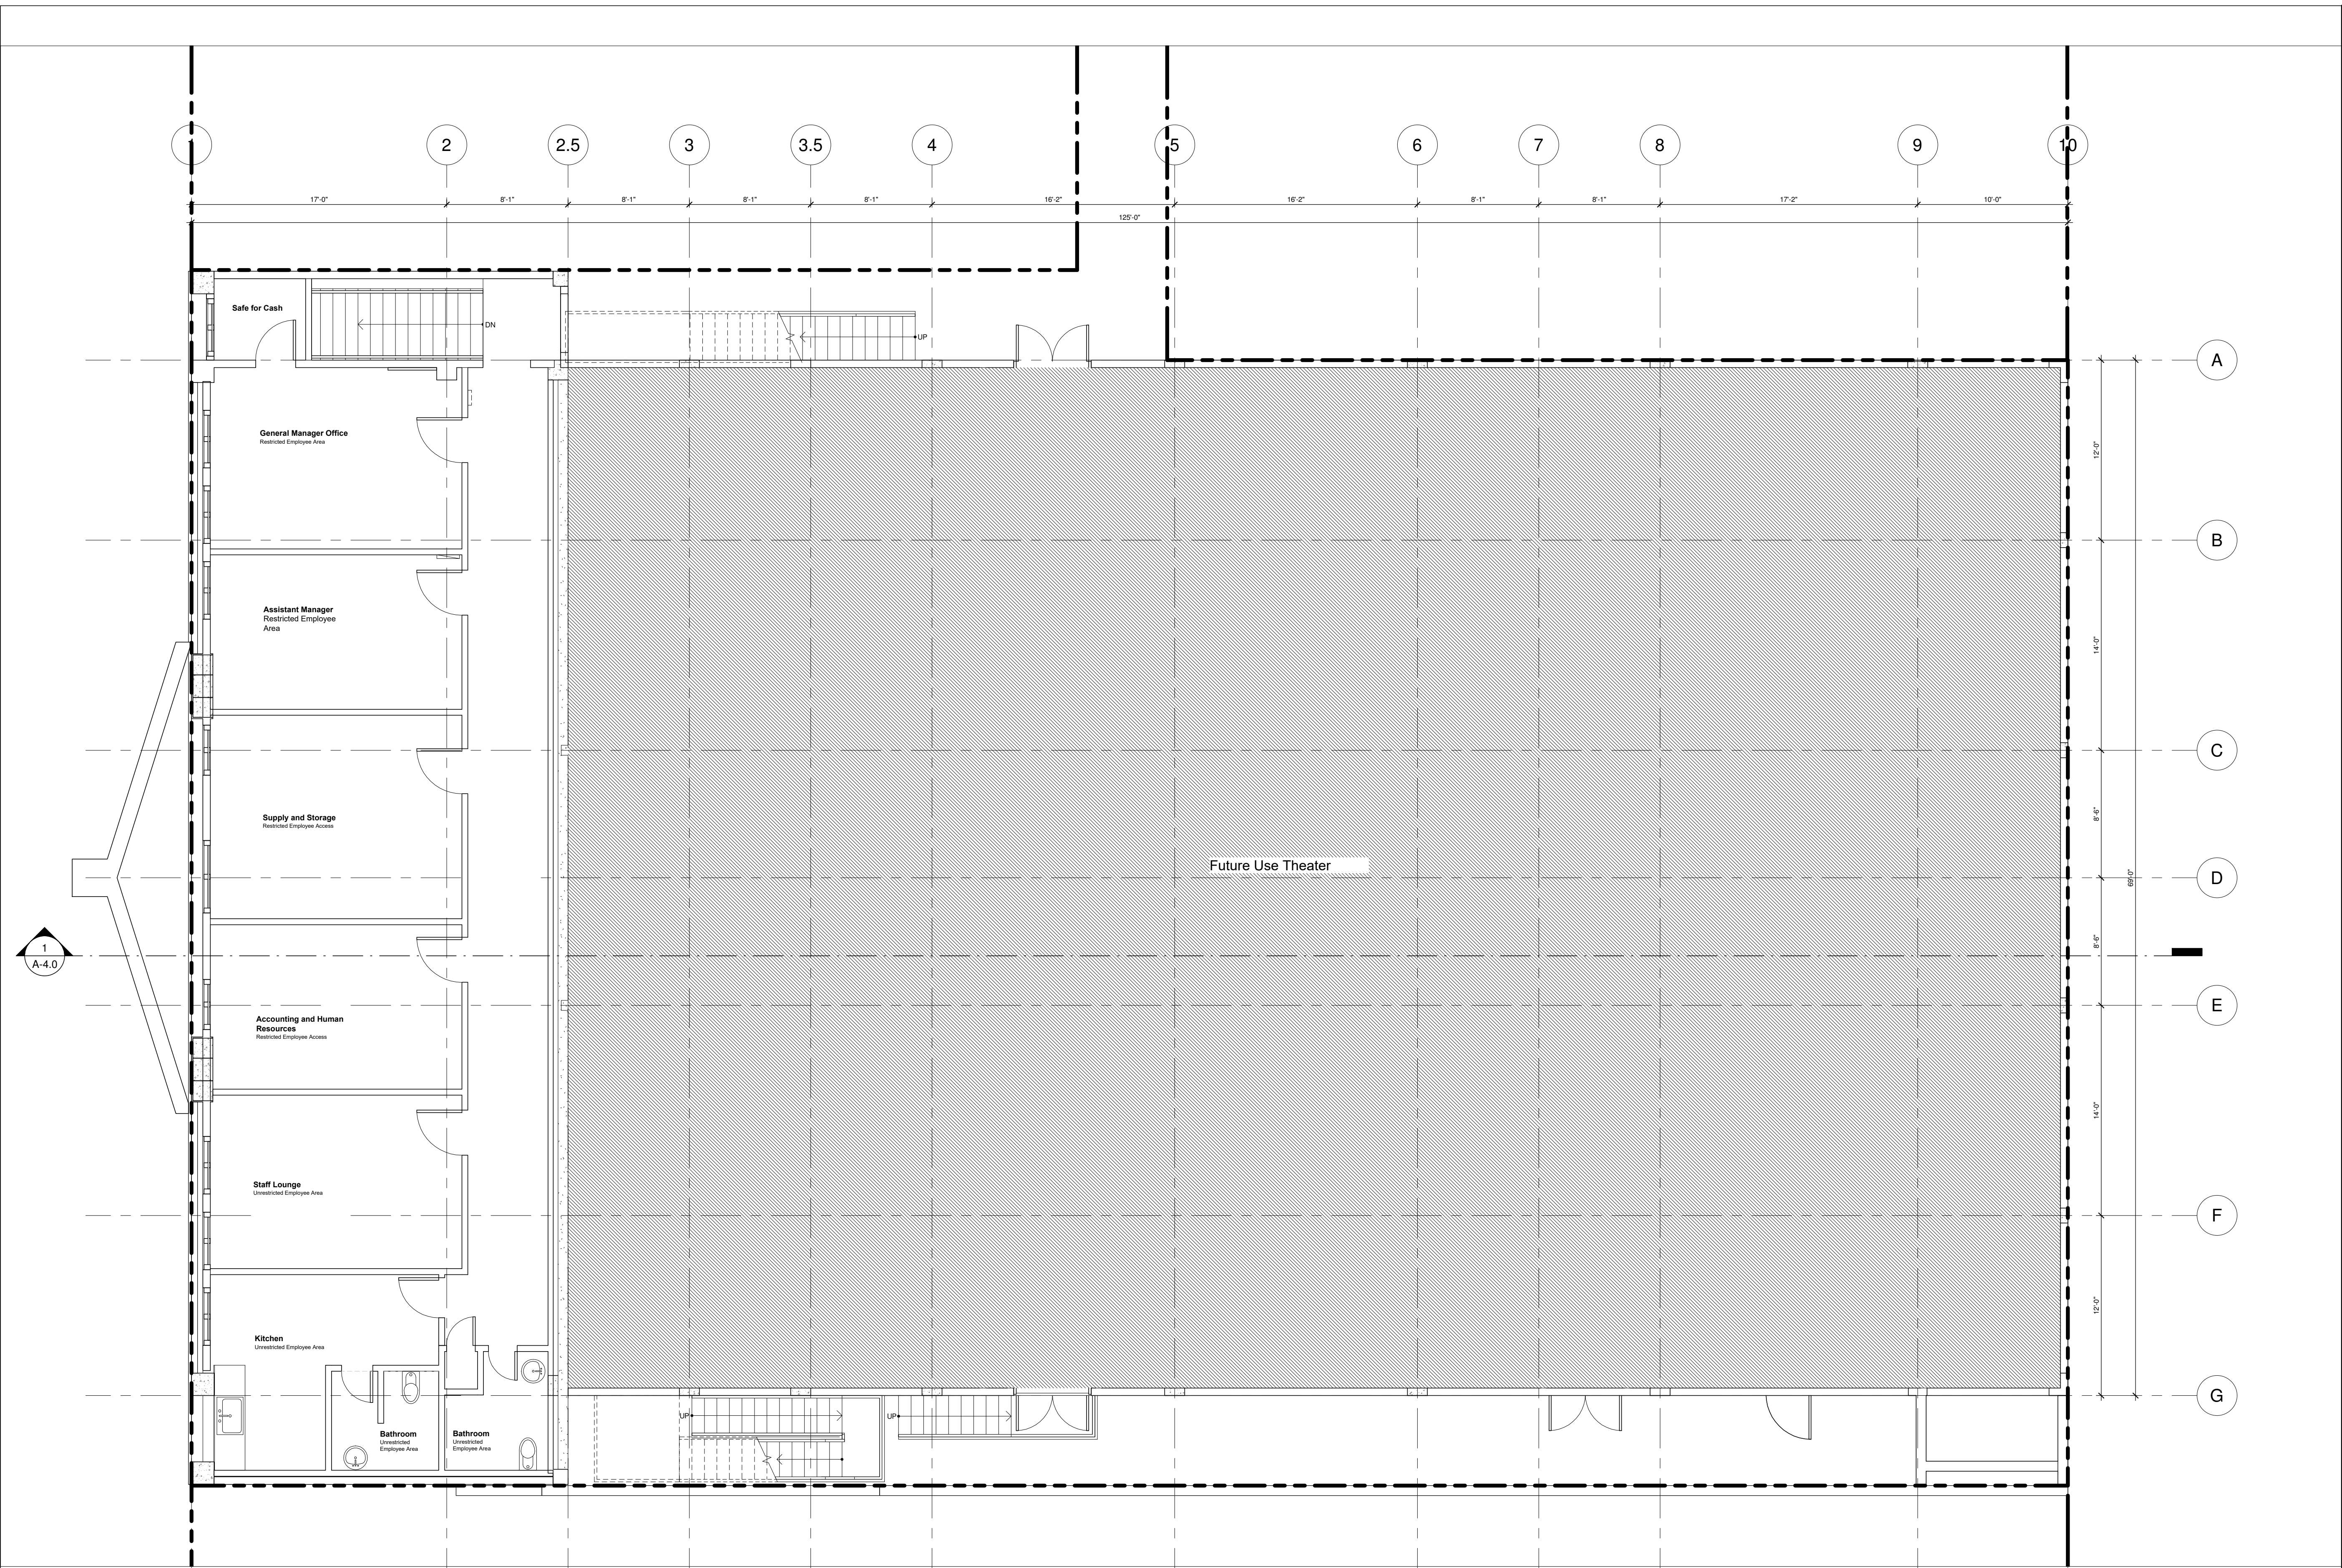 1
2
2.5
3
3.5
4
5
6
7
8
9
10
17'-0"
8'-1"
8'-1"
8'-1"
8'-1"
16'-2"
16'-2"
8'-1"
8'-1"
17'-2"
10'-0"
125'-0"
Safe for Cash
DN
UP
A
General Manager Office
Restricted Employee Area
12'-0"
B
Assistant Manager
Restricted Employee
Area
14'-0"
C
Supply and Storage
Restricted Employee Access
8'-6"
Future Use Theater
D
69'-0"
1
A-4.0
8'-6"
E
Accounting and Human
Resources
Restricted Employee Access
14'-0"
Staff Lounge
Unrestricted Employee Area
F
12'-0"
Kitchen
Unrestricted Employee Area
G
UP
UP
Bathroom
Unrestricted
Employee Area
Bathroom
Unrestricted
Employee Area